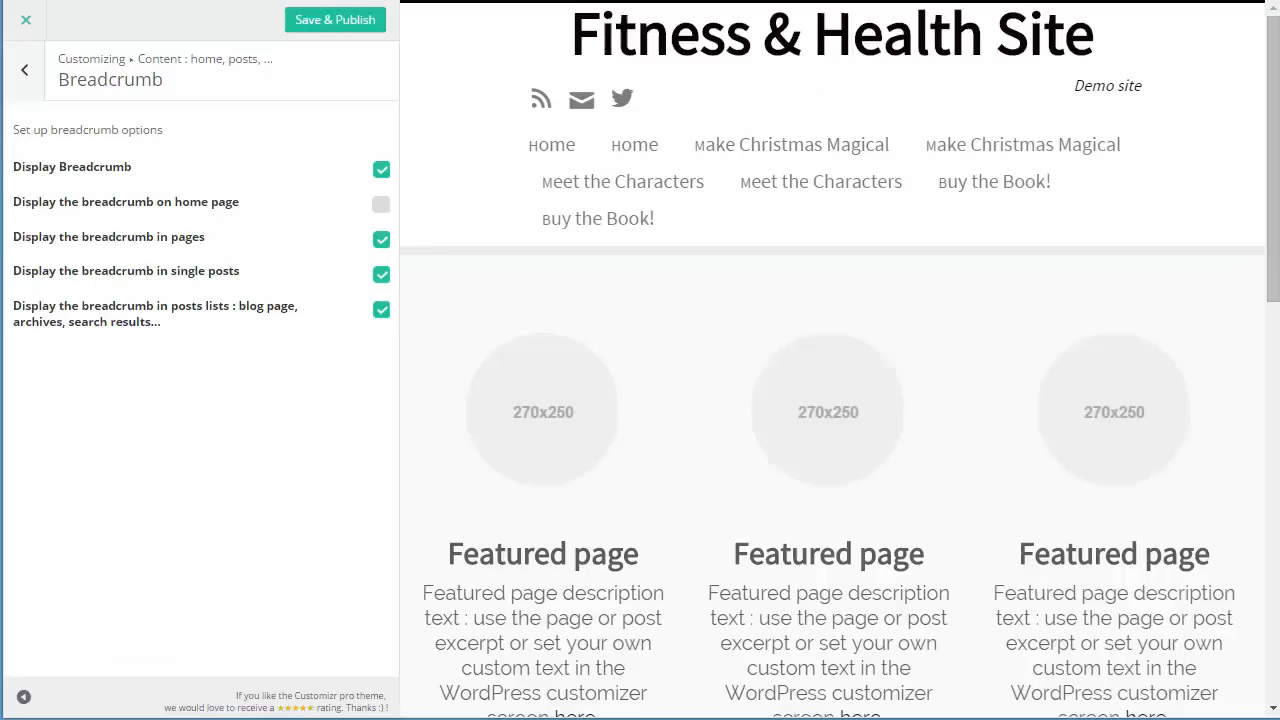 Save & Publish
Customizing ▸ Content : home, posts, ...
Breadcrumb
Set up breadcrumb options
Display Breadcrumb
Display the breadcrumb on home page
Display the breadcrumb in pages
Display the breadcrumb in single posts
Display the breadcrumb in posts lists : blog page,
archives, search results...
If you like the Customizr pro theme,
we would love to receive a ★★★★★ rating. Thanks :) !
Fitness & Health Site
Demo site
Home Home Make Christmas Magical Make Christmas Magical
Meet the Characters Meet the Characters Buy the Book!
Buy the Book!
270x250 270x250 270x250
Featured page
Featured page description
text : use the page or post
excerpt or set your own
custom text in the
WordPress customizer
screen here
Featured page
Featured page description
text : use the page or post
excerpt or set your own
custom text in the
WordPress customizer
screen here
Featured page
Featured page description
text : use the page or post
excerpt or set your own
custom text in the
WordPress customizer
screen here